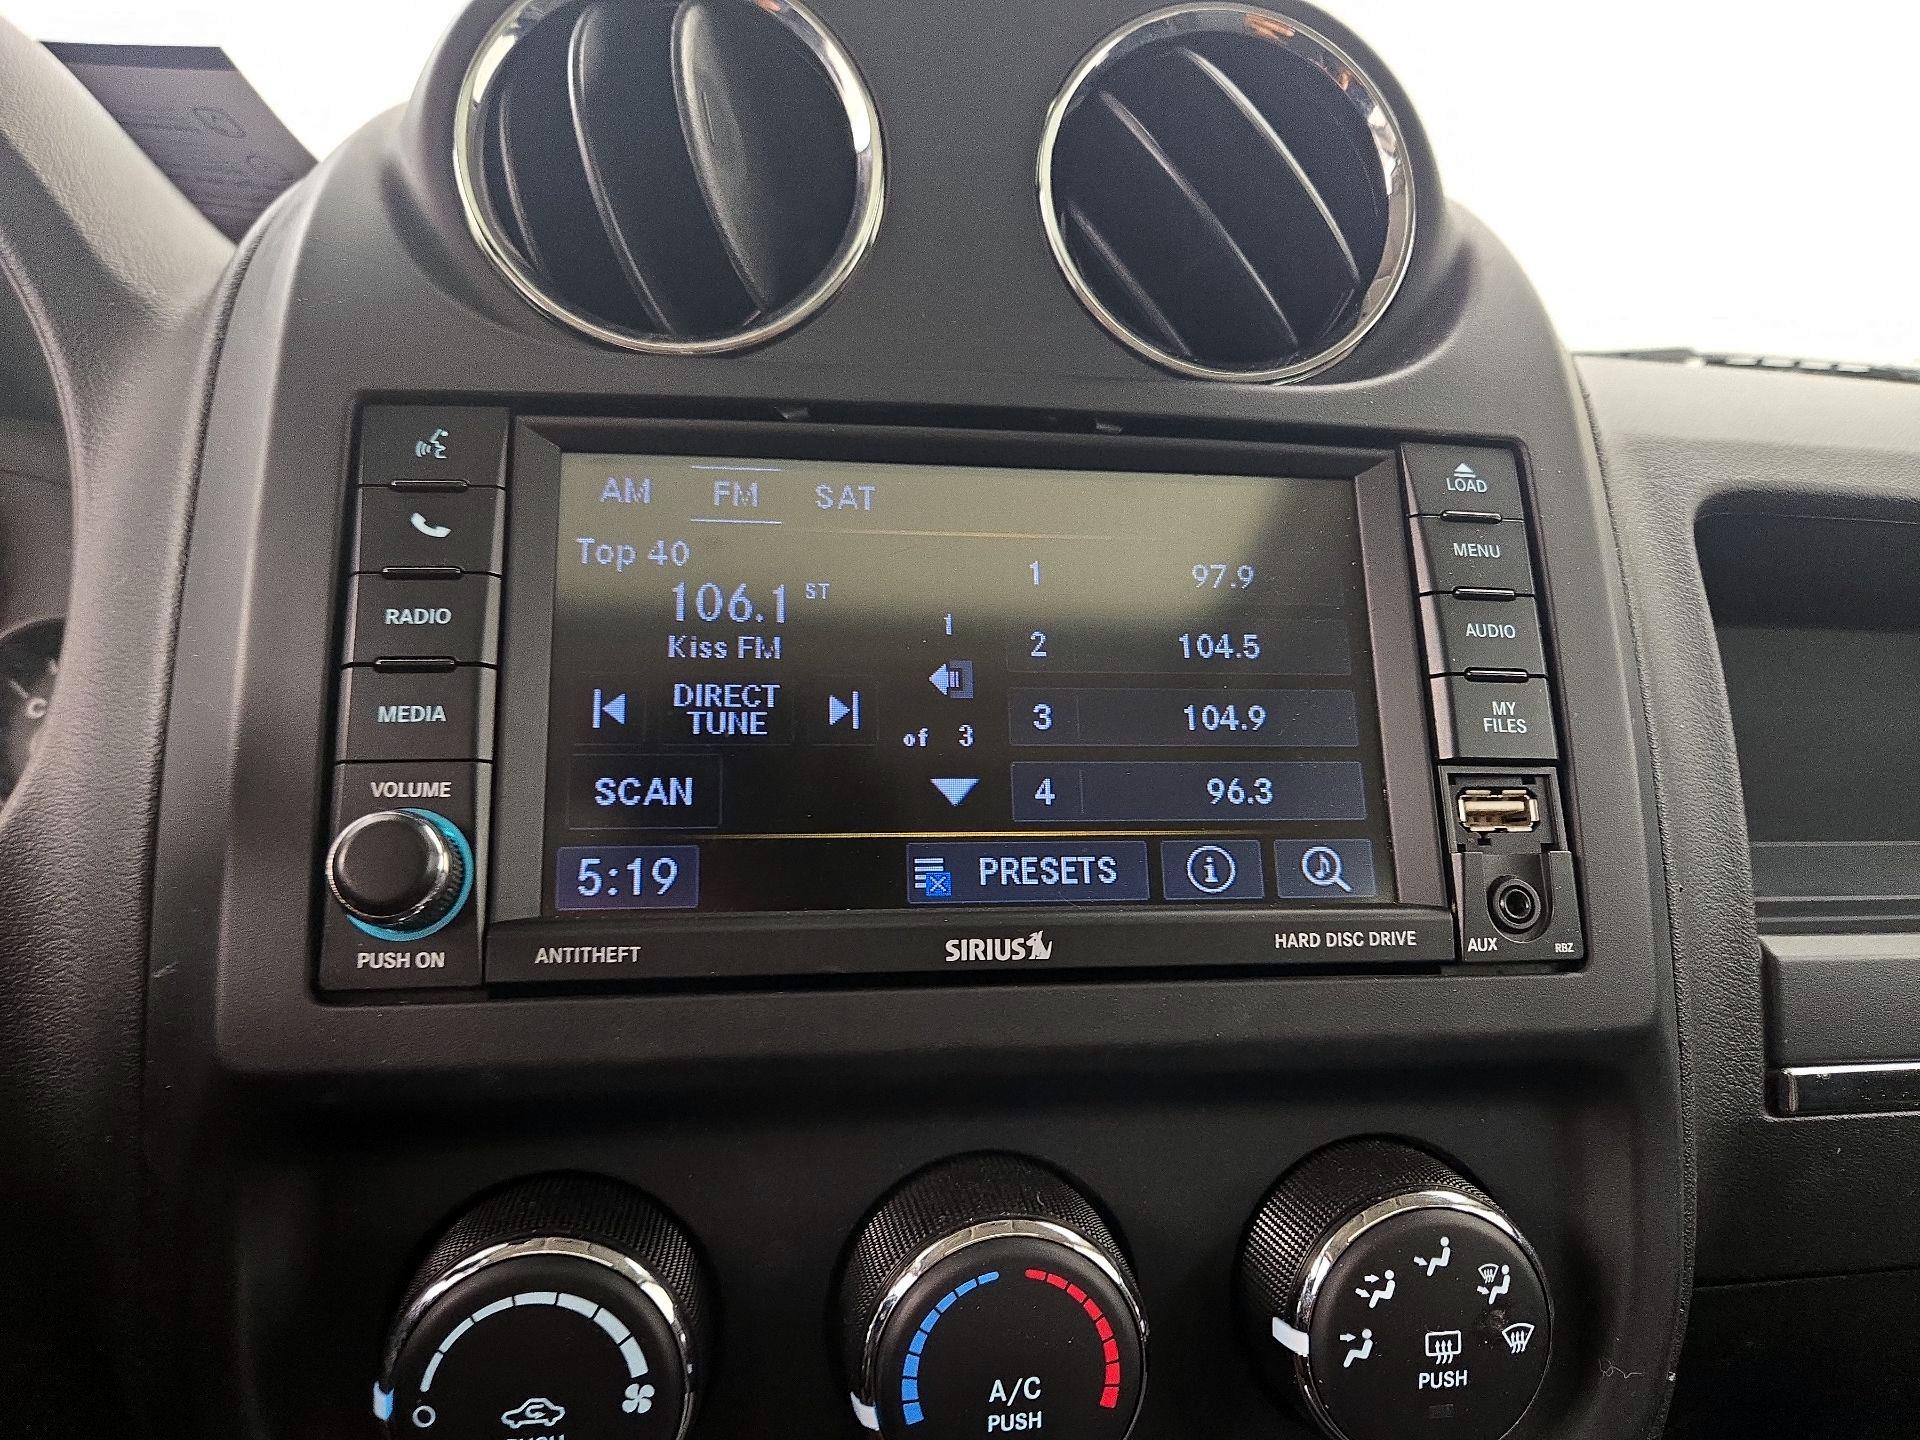 LOAD
MENU
AUDIO
MY
FILES
RADIO
MEDIA
VOLUME
PUSH ON
AM FM SAT
Top 40
106.1 ST
Kiss FM
DIRECT
TUNE
SCAN
1
of 3
1 97.9
2 104.5
3 104.9
4 96.3
5:19 PRESETS
ANTITHEFT SIRIUS HARD DISC DRIVE
AUX RBZ
A/C
PUSH
PUSH
PUSH